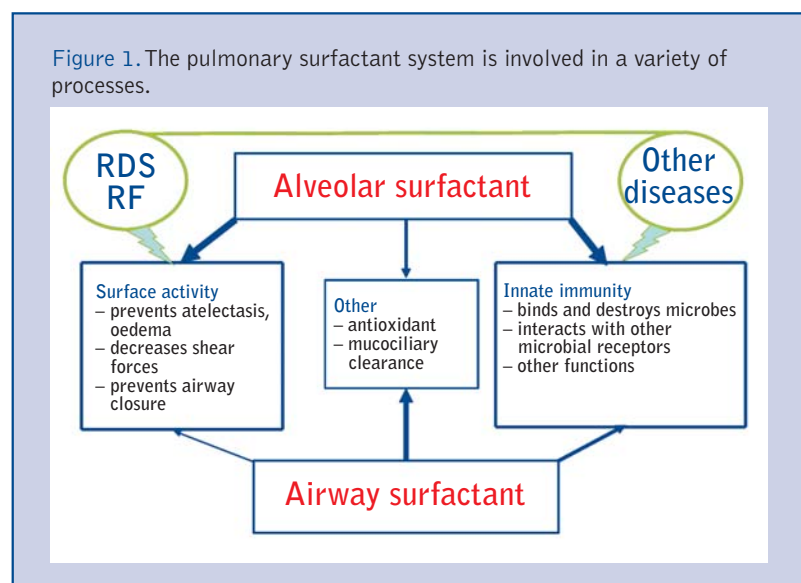 Figure 1. The pulmonary surfactant system is involved in a variety of
processes.
RDS
RF
Alveolar surfactant
Other
diseases
Surface activity
– prevents atelectasis,
oedema
– decreases shear
forces
– prevents airway
closure
Other
– antioxidant
– mucociliary
clearance
Innate immunity
– binds and destroys microbes
– interacts with other
microbial receptors
– other functions
Airway surfactant